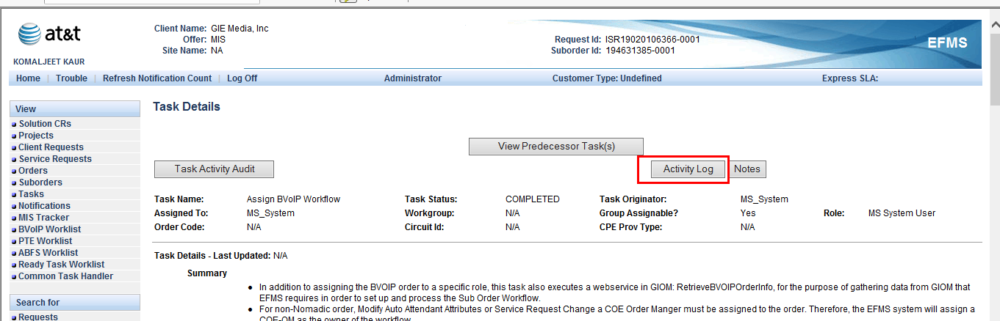 at&t
KOMALJEET KAUR
Client Name: GIE Media, Inc
Offer: MIS
Site Name: NA
Request Id: ISR19020106366-0001
Suborder Id: 194631385-0001
EFMS
Home | Trouble | Refresh Notification Count | Log Off Administrator Customer Type: Undefined Express SLA:
View
Solution CRs
Projects
Client Requests
Service Requests
Orders
Suborders
Tasks
Notifications
MIS Tracker
BVoIP Worklist
PTE Worklist
ABFS Worklist
Ready Task Worklist
Common Task Handler
Search for
Requests
Task Details
View Predecessor Task(s)
Task Activity Audit Activity Log Notes
Task Name: Assign BVoIP Workflow Task Status: COMPLETED Task Originator: MS_System
Assigned To: MS_System Workgroup: N/A Group Assignable? Yes Role: MS System User
Order Code: N/A Circuit Id: N/A CPE Prov Type: N/A
Task Details - Last Updated: N/A
Summary
In addition to assigning the BVOIP order to a specific role, this task also executes a webservice in GIOM: RetrieveBVOIPOrderInfo, for the purpose of gathering data from GIOM that
EFMS requires in order to set up and process the Sub Order Workflow.
For non-Nomadic order, Modify Auto Attendant Attributes or Service Request Change a COE Order Manger must be assigned to the order. Therefore, the EFMS system will assign a
COE-OM as the owner of the workflow